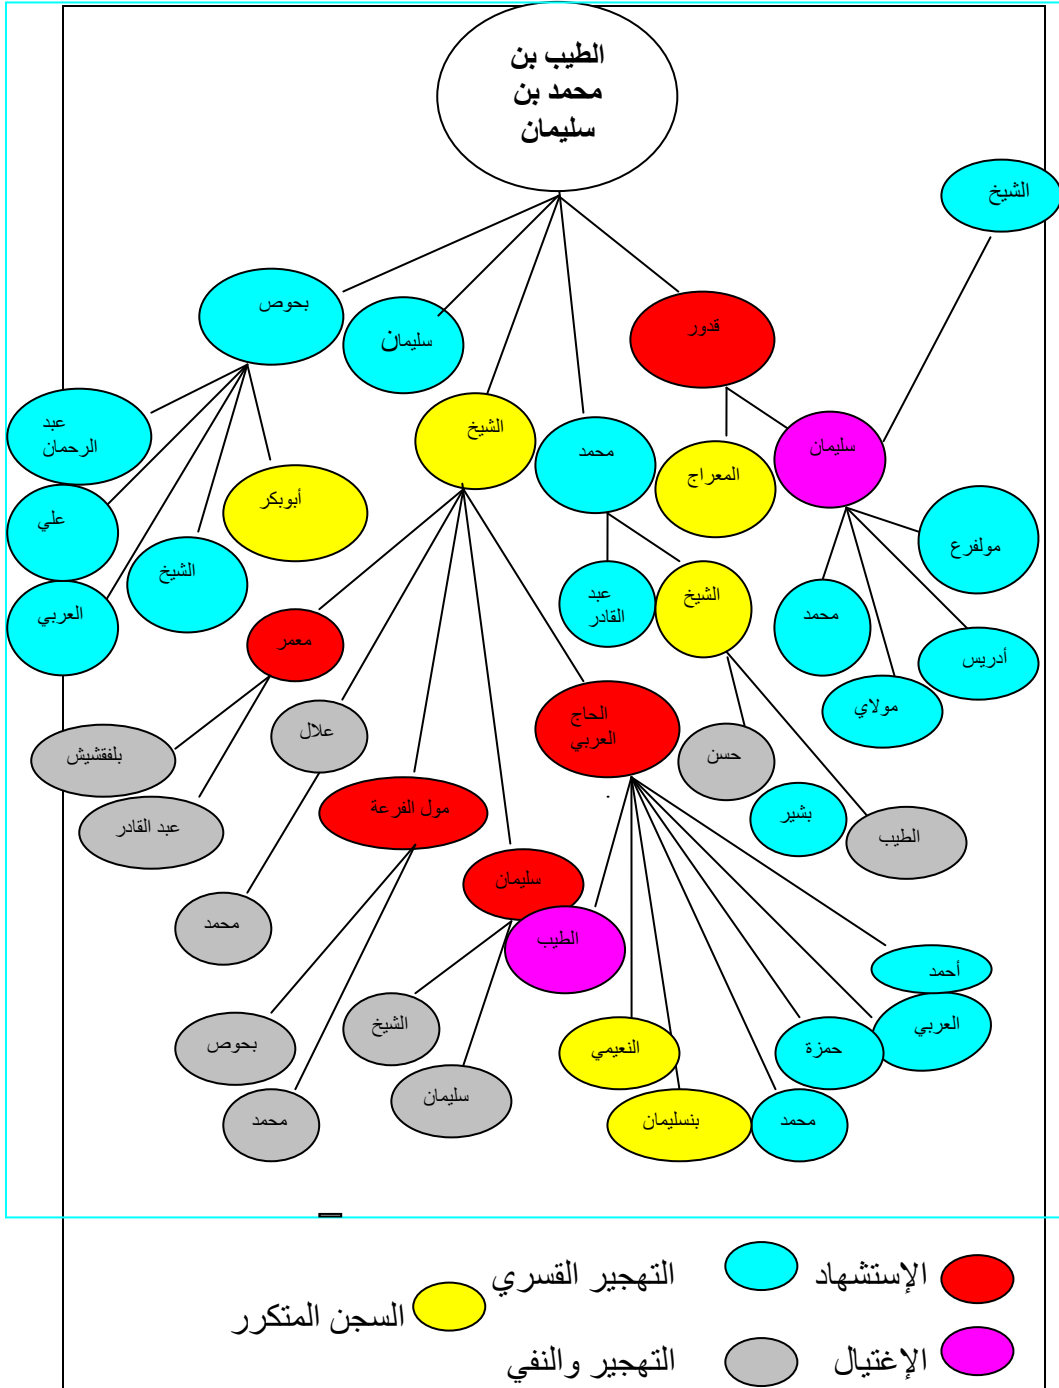 الطيب بن
محمد بن
سليمان
الشيخ
بحوص
سليمان
قدور
عبد
الرحمان
الشيخ
محمد
سليمان
المعراج
أبوبكر
علي
الشيخ
مولفرع
العربي
عبد
القادر
الشيخ
محمد
أدريس
معمر
مولاي
الحاج
العربي
علال
بلفقشيش
حسن
عبد القادر
مول الفرعة
بشير
الطيب
سليمان
محمد
الطيب
أحمد
الشيخ
العربي
بحوص
النعيمي
حمزة
سليمان
محمد
بنسليمان
محمد
الإستشهاد
التهجير القسري
السجن المتكرر
الإغتيال
التهجير والنفي